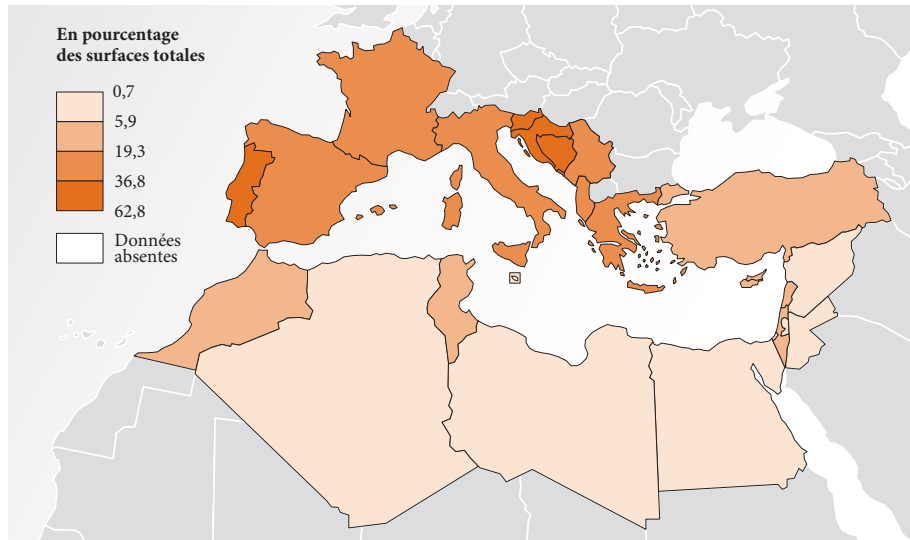 En pourcentage
des surfaces totales
0,7
5,9
19,3
36,8
62,8
Données
absentes